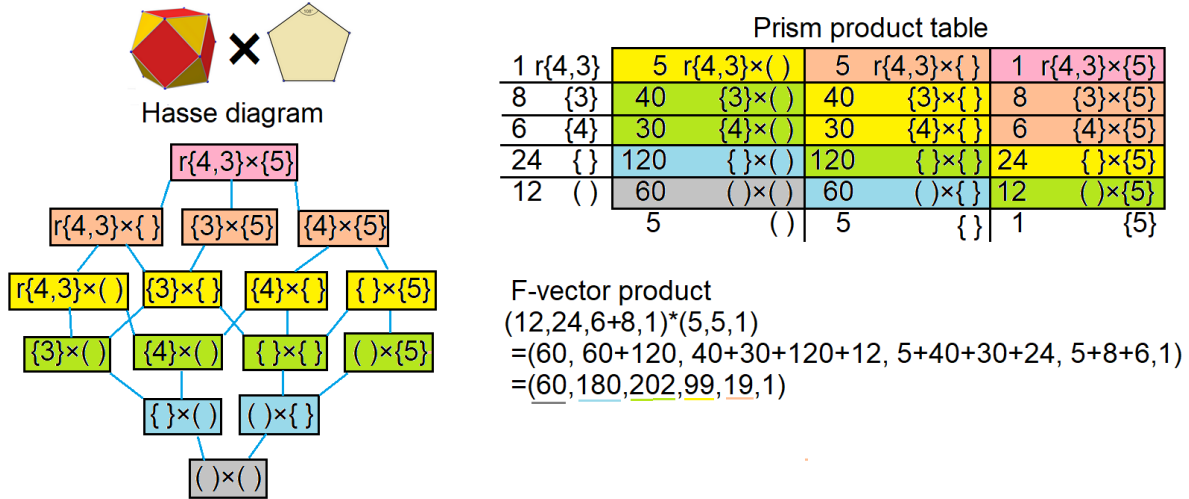 108°
×
Hasse diagram
r{4,3}×{5}
r{4,3}×{ } {3}×{5} {4}×{5}
r{4,3}×( ) {3}×{ } {4}×{ } { }×{5}
{3}×( ) {4}×( ) { }×{ } ( )×{5}
{ }×( ) ( )×{ }
( )×( )
Prism product table
1 r{4,3} 5 r{4,3}×( ) 5 r{4,3}×{ } 1 r{4,3}×{5}
8 {3} 40 {3}×( ) 40 {3}×{ } 8 {3}×{5}
6 {4} 30 {4}×( ) 30 {4}×{ } 6 {4}×{5}
24 { } 120 { }×( ) 120 { }×{ } 24 { }×{5}
12 ( ) 60 ( )×( ) 60 ( )×{ } 12 ( )×{5}
5 ( ) 5 { } 1 {5}
F-vector product
(12,24,6+8,1)*(5,5,1)
=(60, 60+120, 40+30+120+12, 5+40+30+24, 5+8+6,1)
=(60,180,202,99,19,1)